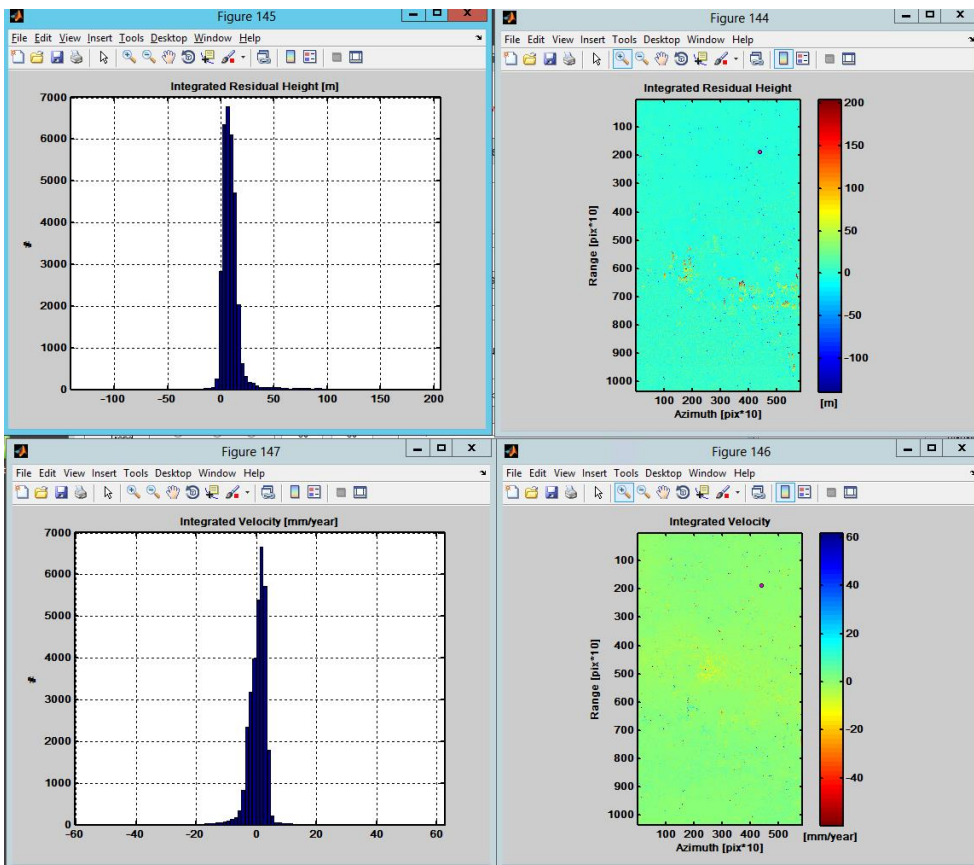 Figure 145
File Edit View Insert Tools Desktop Window Help
Integrated Residual Height [m]
7000
6000
5000
4000
3000
2000
1000
0
#
-100 -50 0 50 100 150 200
Figure 144
File Edit View Insert Tools Desktop Window Help
Integrated Residual Height
100
200
300
400
500
600
700
800
900
1000
Range [pix*10]
100 200 300 400 500
Azimuth [pix*10]
200
150
100
50
0
-50
-100
[m]
Figure 147
File Edit View Insert Tools Desktop Window Help
Integrated Velocity [mm/year]
7000
6000
5000
4000
3000
2000
1000
0
#
-60 -40 -20 0 20 40 60
Figure 146
File Edit View Insert Tools Desktop Window Help
Integrated Velocity
100
200
300
400
500
600
700
800
900
1000
Range [pix*10]
100 200 300 400 500
Azimuth [pix*10]
60
40
20
0
-20
-40
[mm/year]